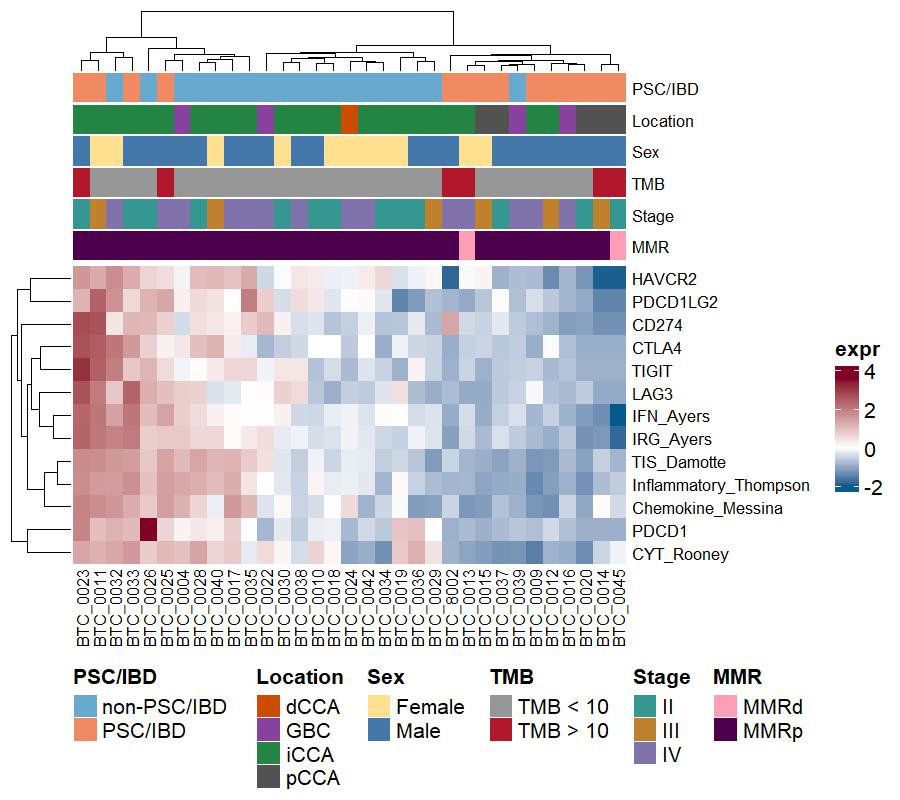 PSC/IBD
Location
Sex
TMB
Stage
MMR
HAVCR2
PDCD1LG2
CD274
CTLA4
TIGIT
LAG3
IFN_Ayers
IRG_Ayers
TIS_Damotte
Inflammatory_Thompson
Chemokine_Messina
PDCD1
CYT_Rooney
expr
4
2
0
-2
BTC_0023
BTC_0011
BTC_0032
BTC_0033
BTC_0026
BTC_0025
BTC_0004
BTC_0028
BTC_0040
BTC_0017
BTC_0035
BTC_0022
BTC_0030
BTC_0038
BTC_0010
BTC_0018
BTC_0024
BTC_0042
BTC_0034
BTC_0019
BTC_0036
BTC_0029
BTC_8002
BTC_0013
BTC_0015
BTC_0037
BTC_0039
BTC_0009
BTC_0012
BTC_0016
BTC_0020
BTC_0014
BTC_0045
PSC/IBD
non-PSC/IBD
PSC/IBD
Location
dCCA
GBC
iCCA
pCCA
Sex
Female
Male
TMB
TMB < 10
TMB > 10
Stage
II
III
IV
MMR
MMRd
MMRp